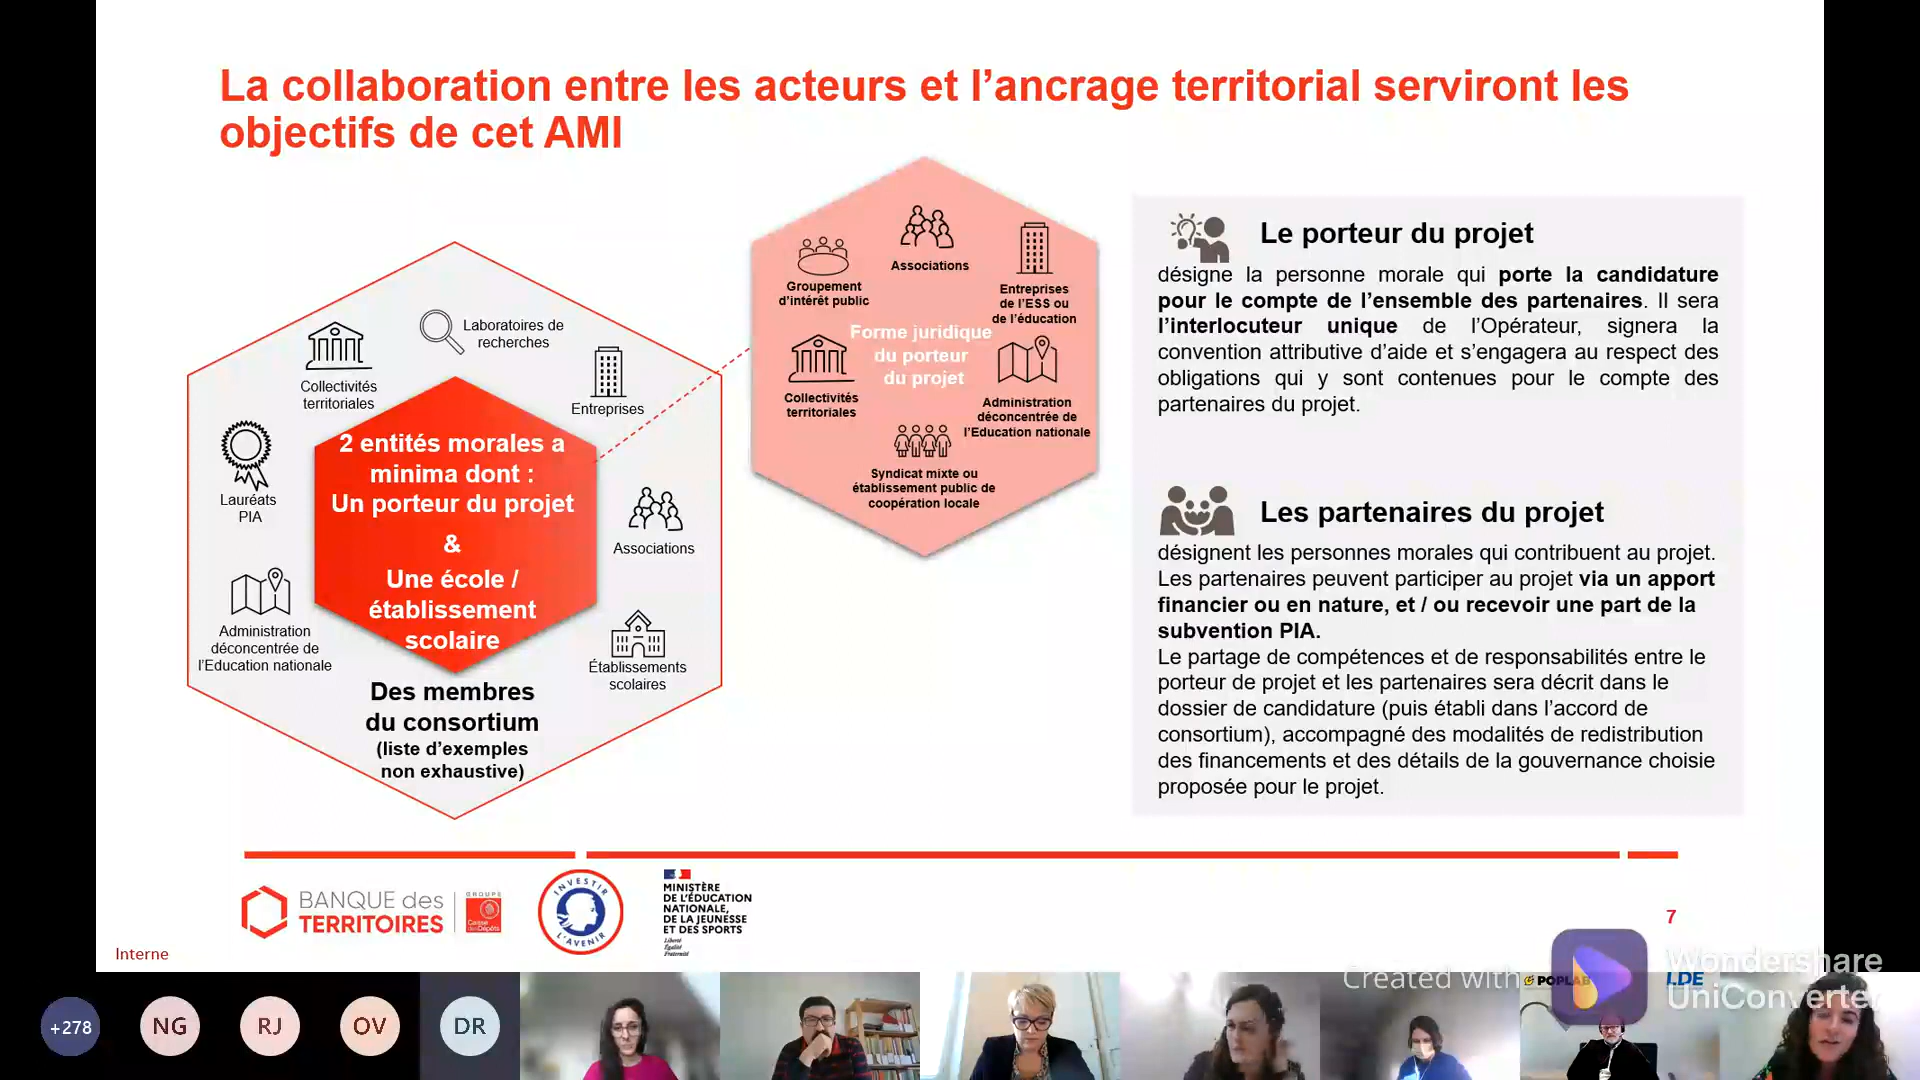 La collaboration entre les acteurs et l’ancrage territorial serviront les
objectifs de cet AMI
Laboratoires de
recherches
Collectivités
territoriales
Entreprises
Lauréats
PIA
2 entités morales a
minima dont :
Un porteur du projet
&
Une école /
établissement
scolaire
Associations
Administration
déconcentrée de
l’Education nationale
Établissements
scolaires
Des membres
du consortium
(liste d’exemples
non exhaustive)
Associations
Groupement
d’intérêt public
Entreprises
de l’ESS ou
de l’éducation
Forme juridique
du porteur
du projet
Collectivités
territoriales
Administration
déconcentrée de
l’Education nationale
Syndicat mixte ou
établissement public de
coopération locale
Le porteur du projet
désigne la personne morale qui porte la candidature
pour le compte de l’ensemble des partenaires. Il sera
l’interlocuteur unique de l’Opérateur, signera la
convention attributive d’aide et s’engagera au respect des
obligations qui y sont contenues pour le compte des
partenaires du projet.
Les partenaires du projet
désignent les personnes morales qui contribuent au projet.
Les partenaires peuvent participer au projet via un apport
financier ou en nature, et / ou recevoir une part de la
subvention PIA.
Le partage de compétences et de responsabilités entre le
porteur de projet et les partenaires sera décrit dans le
dossier de candidature (puis établi dans l’accord de
consortium), accompagné des modalités de redistribution
des financements et des détails de la gouvernance choisie
proposée pour le projet.
BANQUE des
TERRITOIRES
GROUPE
Caisse
des Dépôts
INVESTIR
L’AVENIR
MINISTÈRE
DE L’ÉDUCATION
NATIONALE,
DE LA JEUNESSE
ET DES SPORTS
Liberté
Égalité
Fraternité
7
Interne
Created with
Wondershare
UniConverter
POPLAB
LDE
+278
NG
RJ
OV
DR